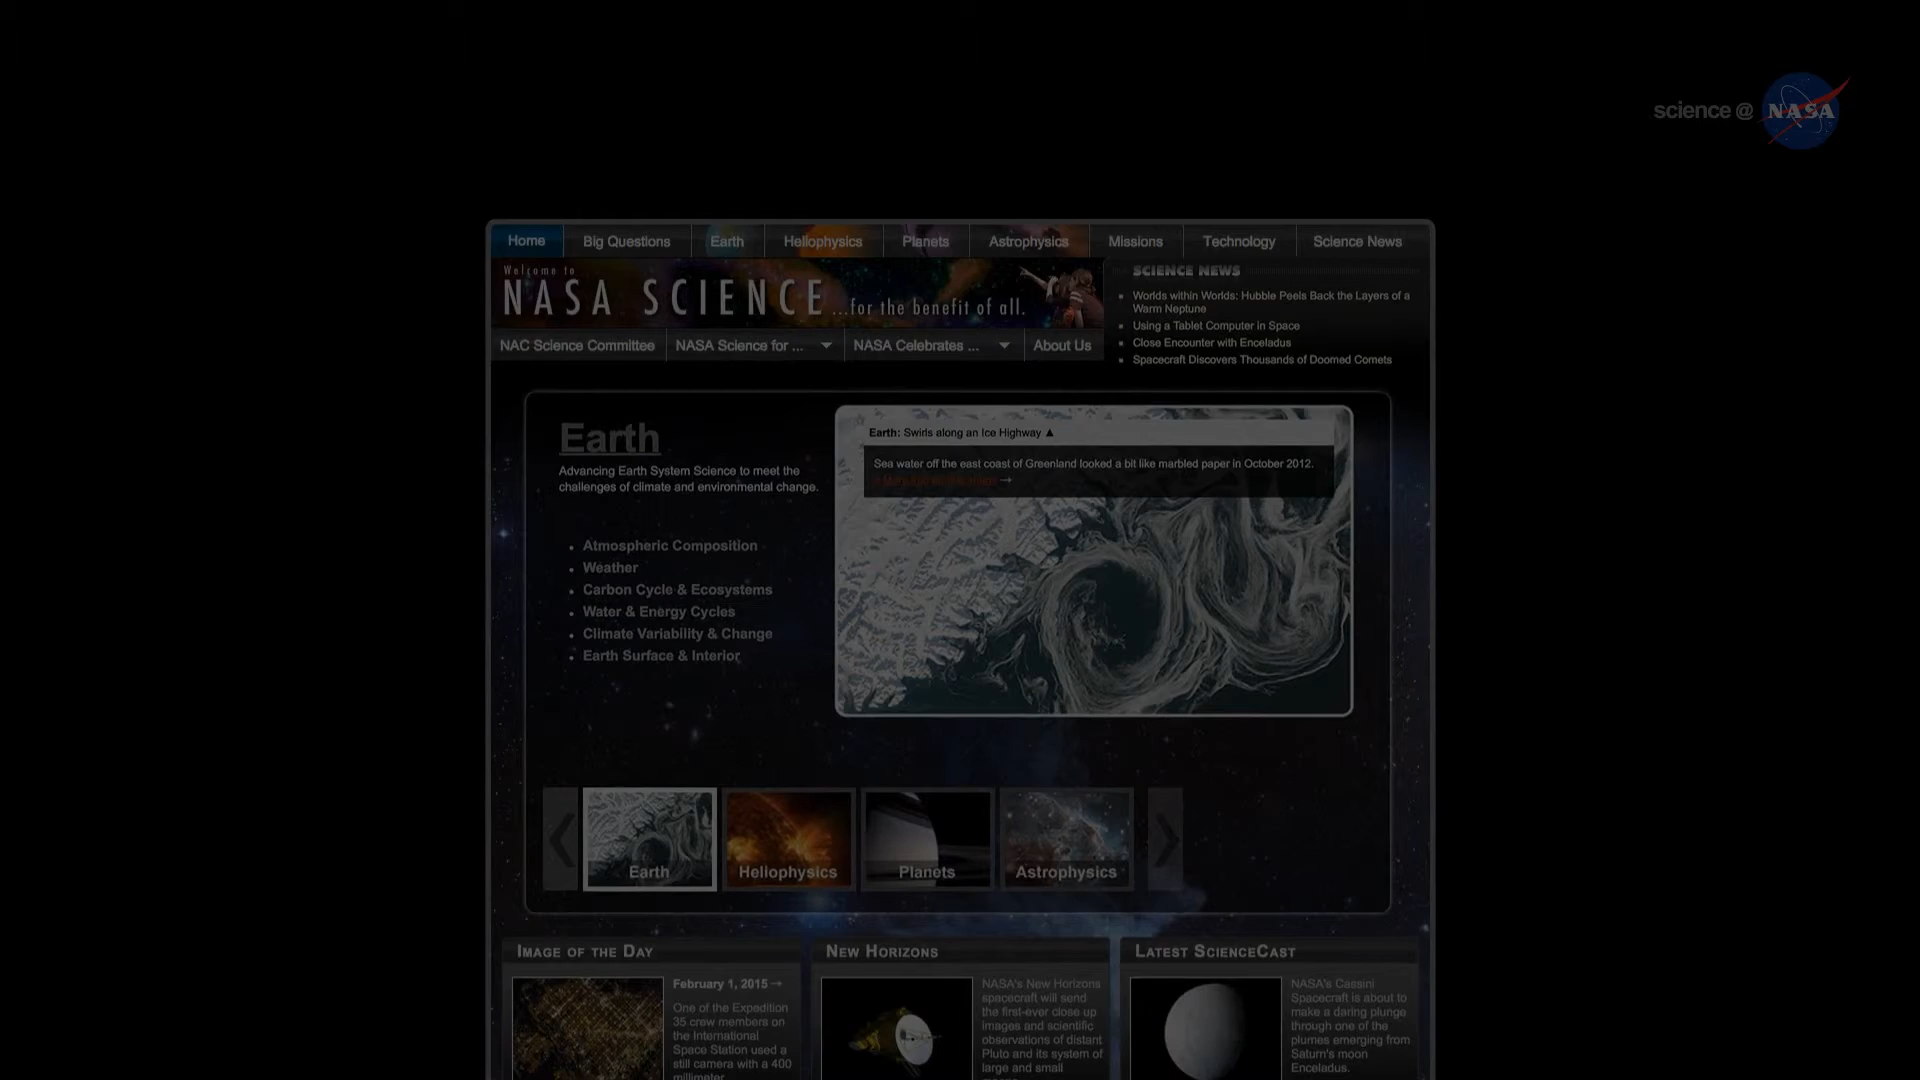 science @ NASA
Home Big Questions Earth Heliophysics Planets Astrophysics Missions Technology Science News
Welcome to
NASA SCIENCE ...for the benefit of all.
NAC Science Committee NASA Science for ... NASA Celebrates ... About Us
SCIENCE NEWS
Worlds within Worlds: Hubble Peels Back the Layers of a
Warm Neptune
Using a Tablet Computer in Space
Close Encounter with Enceladus
Spacecraft Discovers Thousands of Doomed Comets
Earth
Advancing Earth System Science to meet the
challenges of climate and environmental change.
Atmospheric Composition
Weather
Carbon Cycle & Ecosystems
Water & Energy Cycles
Climate Variability & Change
Earth Surface & Interior
Earth: Swirls along an Ice Highway ▲
Sea water off the east coast of Greenland looked a bit like marbled paper in October 2012.
→
Earth Heliophysics Planets Astrophysics
IMAGE OF THE DAY
February 1, 2015 →
One of the Expedition
35 crew members on
the International
Space Station used a
still camera with a 400
millimeter
NEW HORIZONS
NASA's New Horizons
spacecraft will send
the first-ever close up
images and scientific
observations of distant
Pluto and its system of
large and small
LATEST SCIENCECAST
NASA's Cassini
Spacecraft is about to
make a daring plunge
through one of the
plumes emerging from
Saturn's moon
Enceladus.